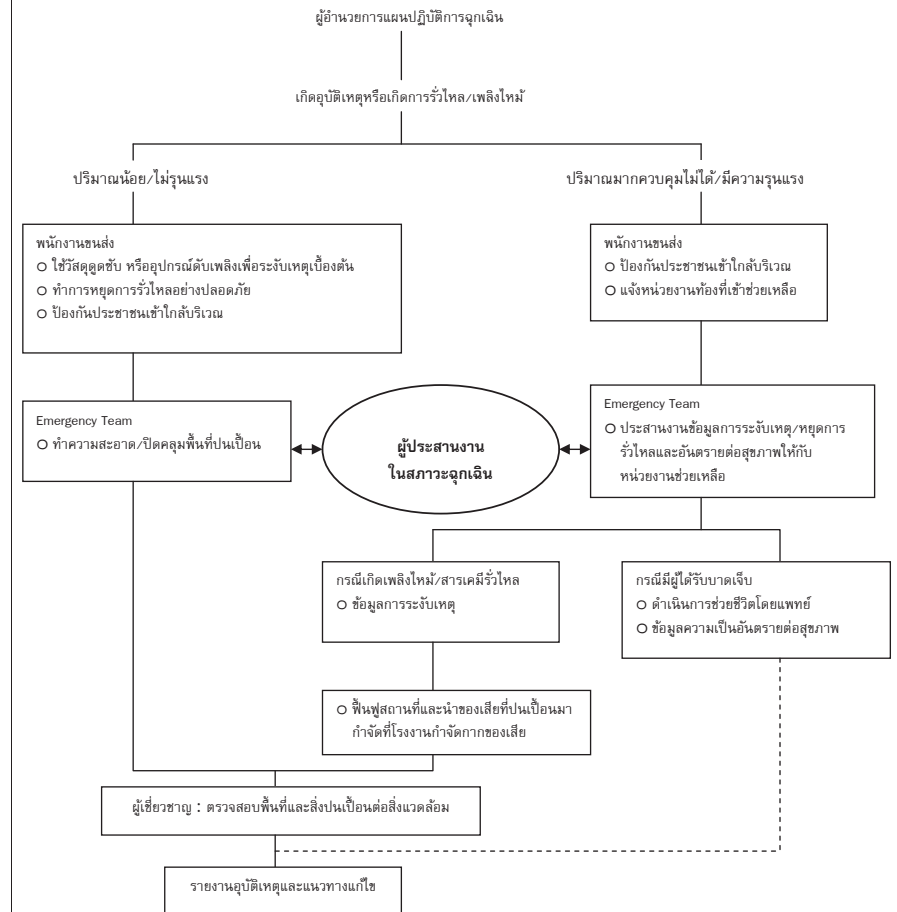 ผู้อำนวยการแผนปฏิบัติการฉุกเฉิน
เกิดอุบัติเหตุหรือเกิดการรั่วไหล/เพลิงไหม้
ปริมาณน้อย/ไม่รุนแรง
ปริมาณมากควบคุมไม่ได้/มีความรุนแรง
พนักงานขนส่ง
ใช้วัสดุดูดซับ หรืออุปกรณ์ดับเพลิงเพื่อระงับเหตุเบื้องต้น
ทำการหยุดการรั่วไหลอย่างปลอดภัย
ป้องกันประชาชนเข้าใกล้บริเวณ
พนักงานขนส่ง
ป้องกันประชาชนเข้าใกล้บริเวณ
แจ้งหน่วยงานท้องที่เข้าช่วยเหลือ
Emergency Team
ทำความสะอาด/ปิดคลุมพื้นที่ปนเปื้อน
ผู้ประสานงาน
ในสภาวะฉุกเฉิน
Emergency Team
ประสานงานข้อมูลการระงับเหตุ/หยุดการ
รั่วไหลและอันตรายต่อสุขภาพให้กับ
หน่วยงานช่วยเหลือ
กรณีเกิดเพลิงไหม้/สารเคมีรั่วไหล
ข้อมูลการระงับเหตุ
กรณีมีผู้ได้รับบาดเจ็บ
ดำเนินการช่วยชีวิตโดยแพทย์
ข้อมูลความเป็นอันตรายต่อสุขภาพ
ฟื้นฟูสถานที่และนำของเสียที่ปนเปื้อนมา
กำจัดที่โรงงานกำจัดกากของเสีย
ผู้เชี่ยวชาญ : ตรวจสอบพื้นที่และสิ่งปนเปื้อนต่อสิ่งแวดล้อม
รายงานอุบัติเหตุและแนวทางแก้ไข